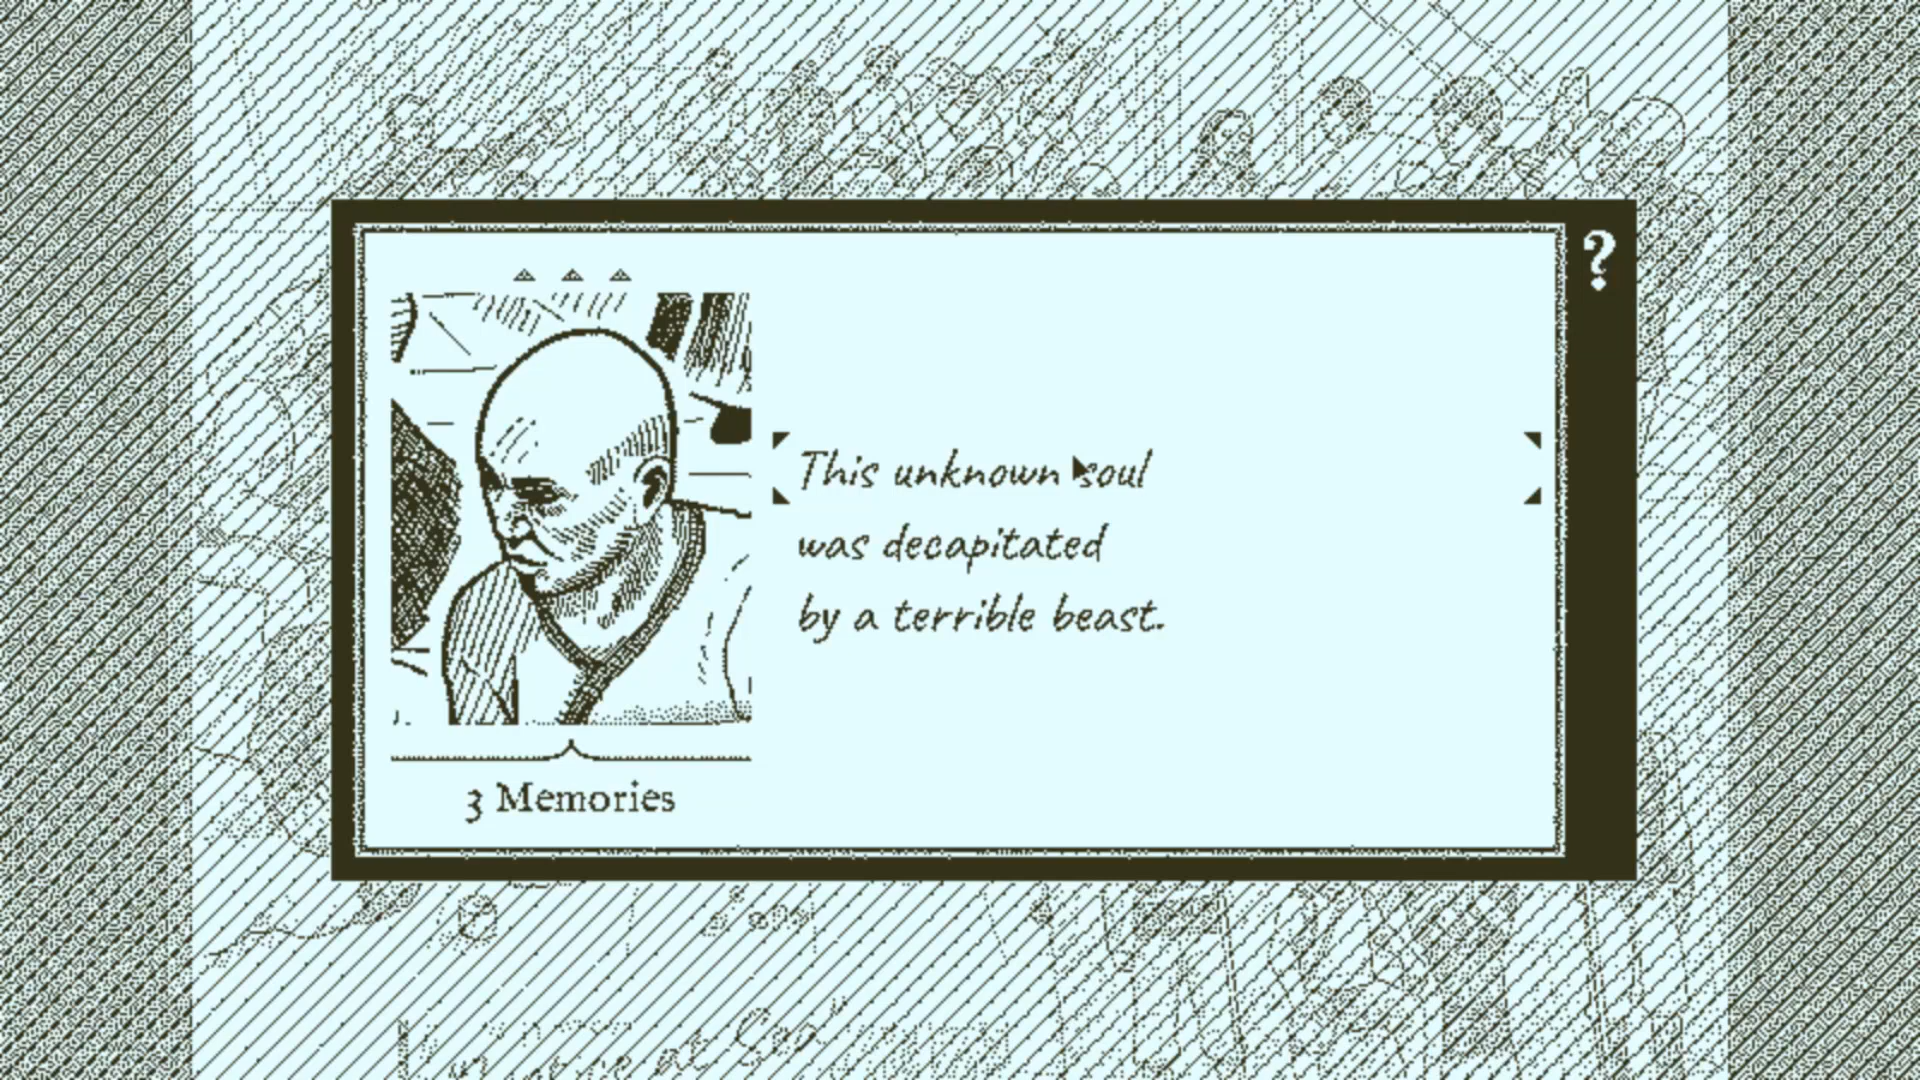 ?
This unknown soul
was decapitated
by a terrible beast.
3 Memories